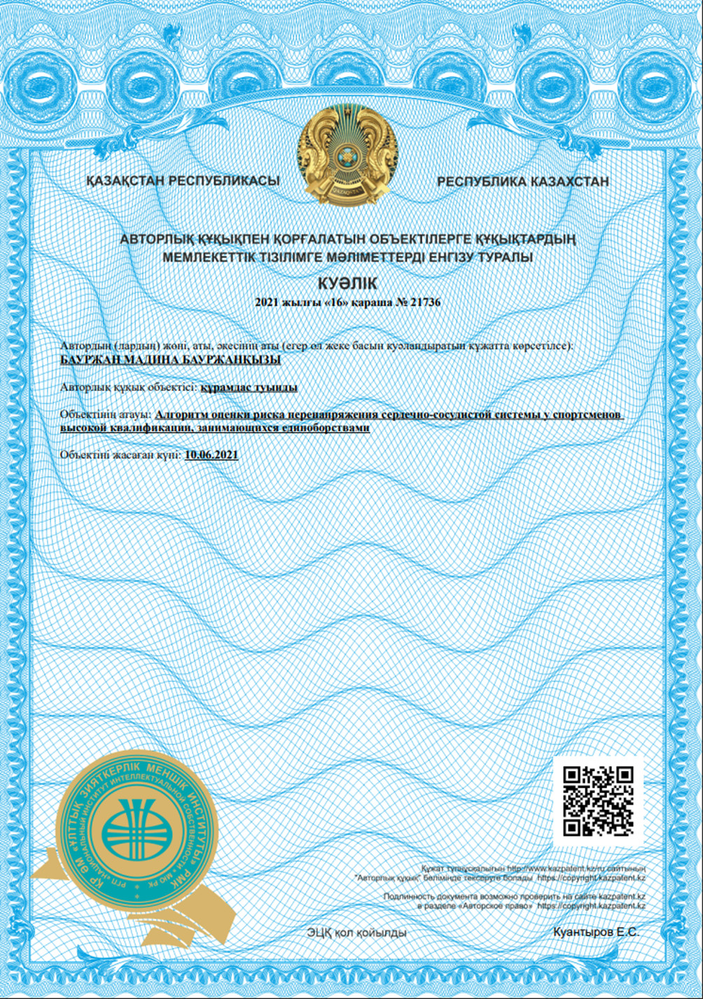 ҚАЗАҚСТАН РЕСПУБЛИКАСЫ
РЕСПУБЛИКА КАЗАХСТАН
QAZAQSTAN
АВТОРЛЫҚ ҚҰҚЫҚПЕН ҚОРҒАЛАТЫН ОБЪЕКТІЛЕРГЕ ҚҰҚЫҚТАРДЫҢ
МЕМЛЕКЕТТІК ТІЗІЛІМГЕ МӘЛІМЕТТЕРДІ ЕНГІЗУ ТУРАЛЫ
КУӘЛІК
2021 жылғы «16» қараша № 21736
Автордың (лардың) жөні, аты, әкесінің аты (егер ол жеке басын куәландыратын құжатта көрсетілсе):
БАУРЖАН МАДИНА БАУРЖАНҚЫЗЫ
Авторлық құқық объектісі: құрамдас туынды
Объектінің атауы: Алгоритм оценки риска перенапряжения сердечно-сосудистой системы у спортсменов
высокой квалификации, занимающихся единоборствами
Объектіні жасаған күні: 10.06.2021
ҚР ӘМ «ҰЛТТЫҚ ЗИЯТКЕРЛІК МЕНШІК ИНСТИТУТЫ» РМК
РГП «НАЦИОНАЛЬНЫЙ ИНСТИТУТ ИНТЕЛЛЕКТУАЛЬНОЙ СОБСТВЕННОСТИ» МЮ РК
Құжат түпнұсқалығын http://www.kazpatent.kz/ru сайтының
"Авторлық құқық" бөлімінде тексеруге болады https://copyright.kazpatent.kz
Подлинность документа возможно проверить на сайте kazpatent.kz
в разделе «Авторское право» https://copyright.kazpatent.kz
ЭЦҚ қол қойылды
Куантыров Е.С.